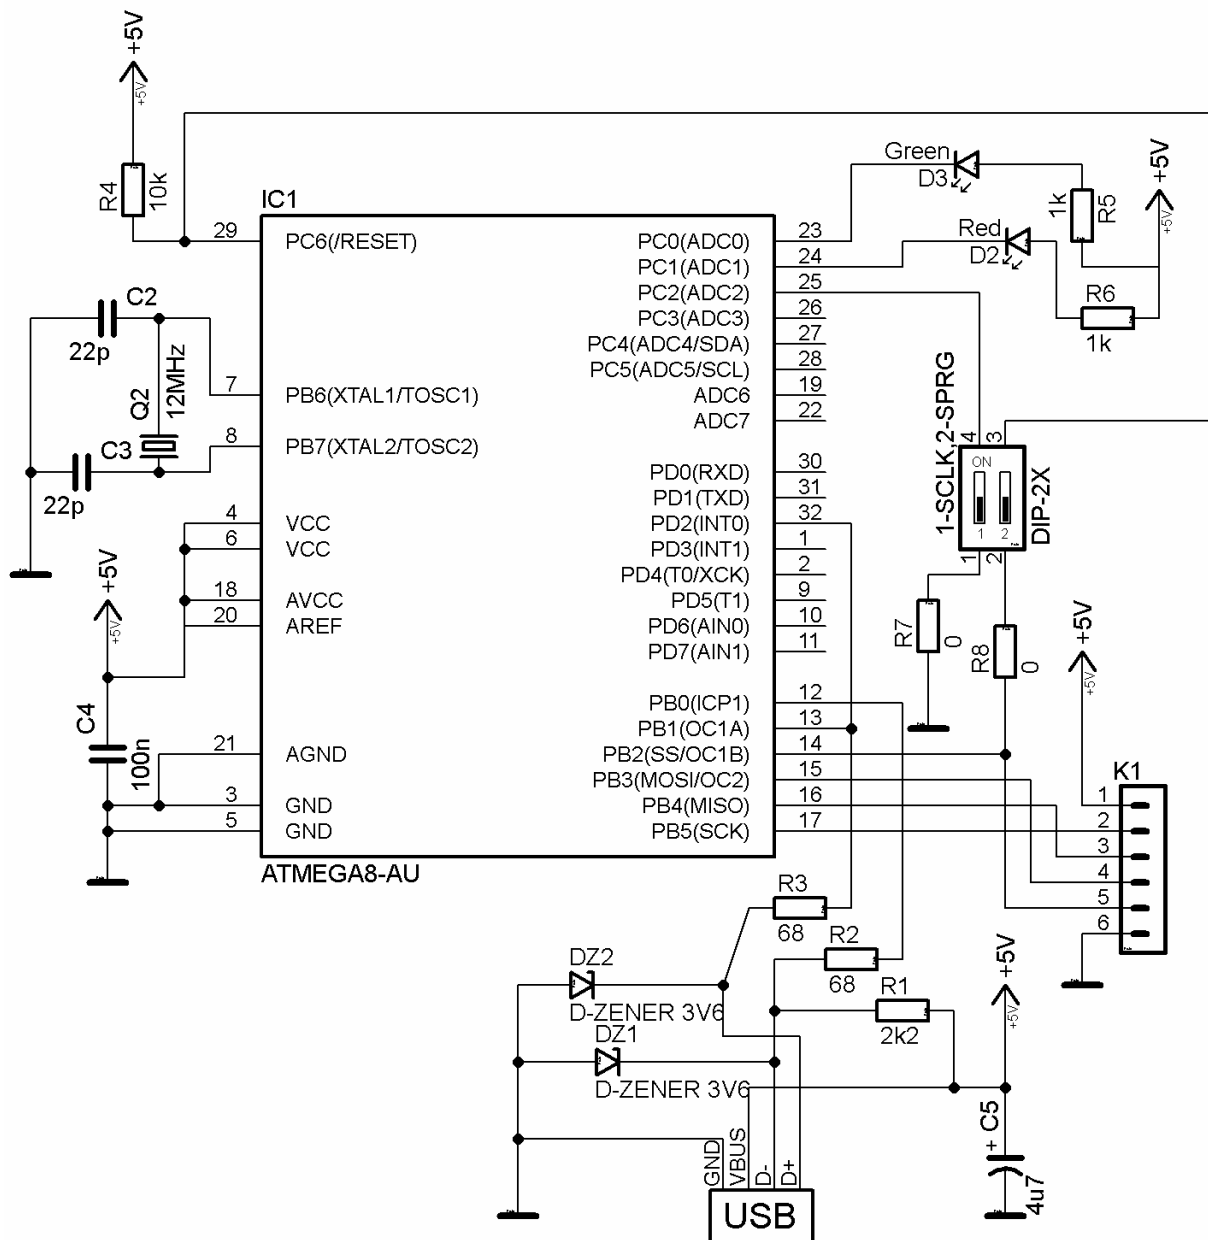 +5V
+5V
R4
10k
IC1
29
PC6(/RESET)
C2
22p
Q2
12MHz
7
PB6(XTAL1/TOSC1)
8
PB7(XTAL2/TOSC2)
C3
22p
4
VCC
6
VCC
18
AVCC
20
AREF
+5V
+5V
C4
100n
21
AGND
3
GND
5
GND
ATMEGA8-AU
PC0(ADC0)
23
PC1(ADC1)
24
PC2(ADC2)
25
PC3(ADC3)
26
PC4(ADC4/SDA)
27
PC5(ADC5/SCL)
28
ADC6
19
ADC7
22
PD0(RXD)
30
PD1(TXD)
31
PD2(INT0)
32
PD3(INT1)
1
PD4(T0/XCK)
2
PD5(T1)
9
PD6(AIN0)
10
PD7(AIN1)
11
PB0(ICP1)
12
PB1(OC1A)
13
PB2(SS/OC1B)
14
PB3(MOSI/OC2)
15
PB4(MISO)
16
PB5(SCK)
17
Green
D3
1k
R5
+5V
+5V
Red
D2
R6
1k
1-SCLK,2-SPRG
4
3
ON
1
2
DIP-2X
1
2
R7
0
R8
0
+5V
+5V
K1
1
2
3
4
5
6
R3
68
R2
68
R1
2k2
DZ2
D-ZENER 3V6
DZ1
D-ZENER 3V6
+5V
+5V
+ C5
4u7
GND
VBUS
D-
D+
USB